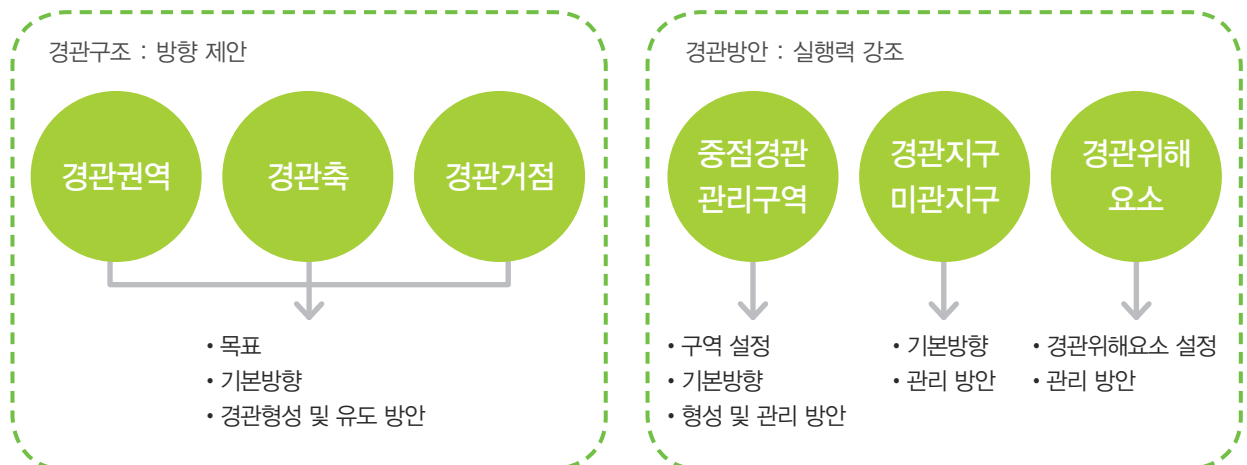 경관구조 : 방향 제안
경관권역
경관축
경관거점
• 목표
• 기본방향
• 경관형성 및 유도 방안
경관방안 : 실행력 강조
중점경관
관리구역
경관지구
미관지구
경관위해
요소
• 구역 설정
• 기본방향
• 형성 및 관리 방안
• 기본방향
• 관리 방안
• 경관위해요소 설정
• 관리 방안